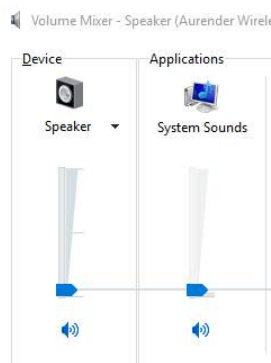 Volume Mixer - Speaker (Aurender Wirele
Device
Applications
Speaker
System Sounds